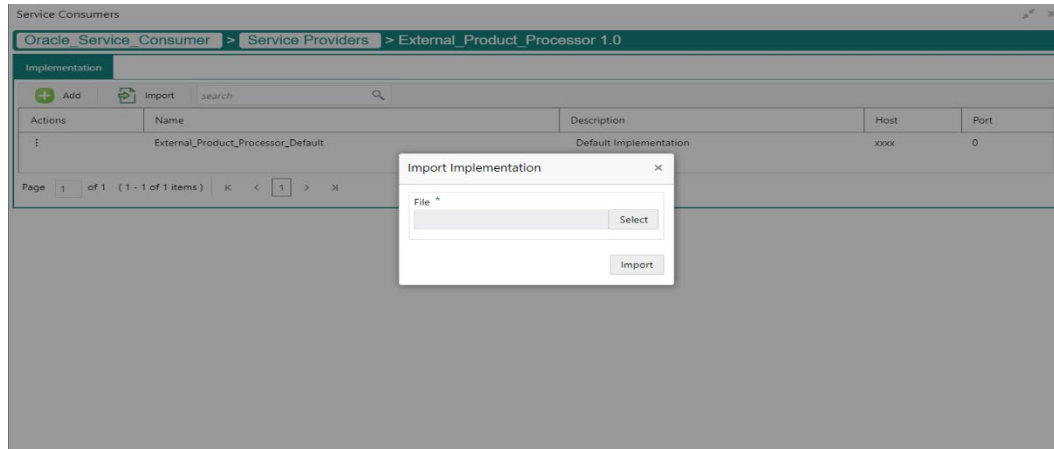 Service Consumers
Oracle_Service_Consumer > Service Providers > External_Product_Processor 1.0
Implementation
Add Import search
Actions Name Description Host Port
External_Product_Processor_Default Default Implementation xxxx 0
Page 1 of 1 (1 - 1 of 1 items) 1
Import Implementation
File *
Select
Import